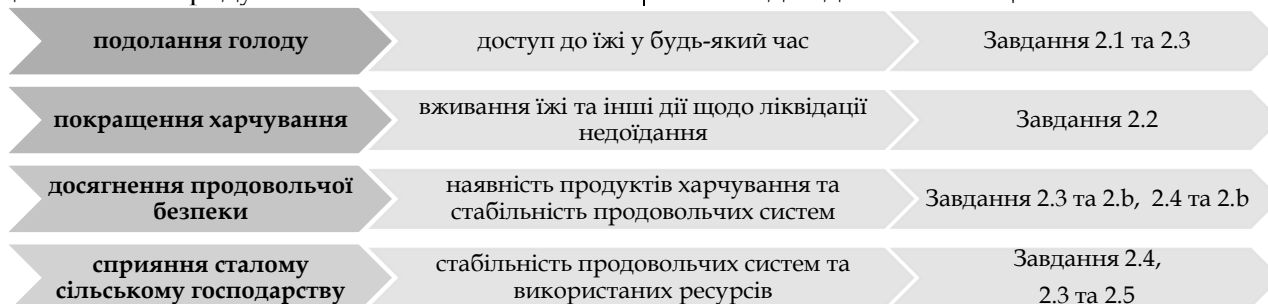 подолання голоду
доступ до їжі у будь-який час
Завдання 2.1 та 2.3
покращення харчування
вживання їжі та інші дії щодо ліквідації
недоїдання
Завдання 2.2
досягнення продовольчої
безпеки
наявність продуктів харчування та
стабільність продовольчих систем
Завдання 2.3 та 2.b, 2.4 та 2.b
сприяння сталому
сільському господарству
стабільність продовольчих систем та
використаних ресурсів
Завдання 2.4,
2.3 та 2.5